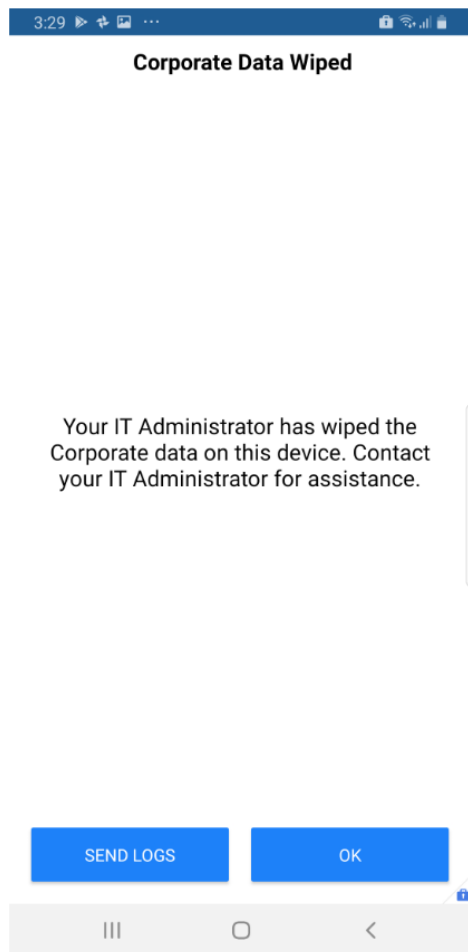 3:29
Corporate Data Wiped
Your IT Administrator has wiped the
Corporate data on this device. Contact
your IT Administrator for assistance.
SEND LOGS
OK